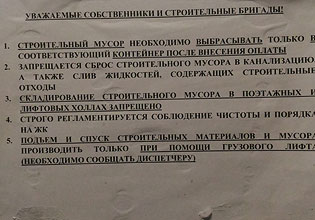 УВАЖАЕМЫЕ СОБСТВЕННИКИ И СТРОИТЕЛЬНЫЕ БРИГАДЫ!
1. СТРОИТЕЛЬНЫЙ МУСОР НЕОБХОДИМО ВЫБРАСЫВАТЬ ТОЛЬКО В
СООТВЕТСТВУЮЩИЙ КОНТЕЙНЕР ПОСЛЕ ВНЕСЕНИЯ ОПЛАТЫ
2. ЗАПРЕЩАЕТСЯ СБРОС СТРОИТЕЛЬНОГО МУСОРА В КАНАЛИЗАЦИЮ,
А ТАКЖЕ СЛИВ ЖИДКОСТЕЙ, СОДЕРЖАЩИХ СТРОИТЕЛЬНЫЕ
ОТХОДЫ
3. СКЛАДИРОВАНИЕ СТРОИТЕЛЬНОГО МУСОРА В ПОЭТАЖНЫХ И
ЛИФТОВЫХ ХОЛЛАХ ЗАПРЕЩЕНО
4. СТРОГО РЕГЛАМЕНТИРУЕТСЯ СОБЛЮДЕНИЕ ЧИСТОТЫ И ПОРЯДКА
НА ЖК
5. ПОДЪЕМ И СПУСК СТРОИТЕЛЬНЫХ МАТЕРИАЛОВ И МУСОРА
ПРОИЗВОДИТЬ ТОЛЬКО ПРИ ПОМОЩИ ГРУЗОВОГО ЛИФТА
(НЕОБХОДИМО СООБЩАТЬ ДИСПЕТЧЕРУ)